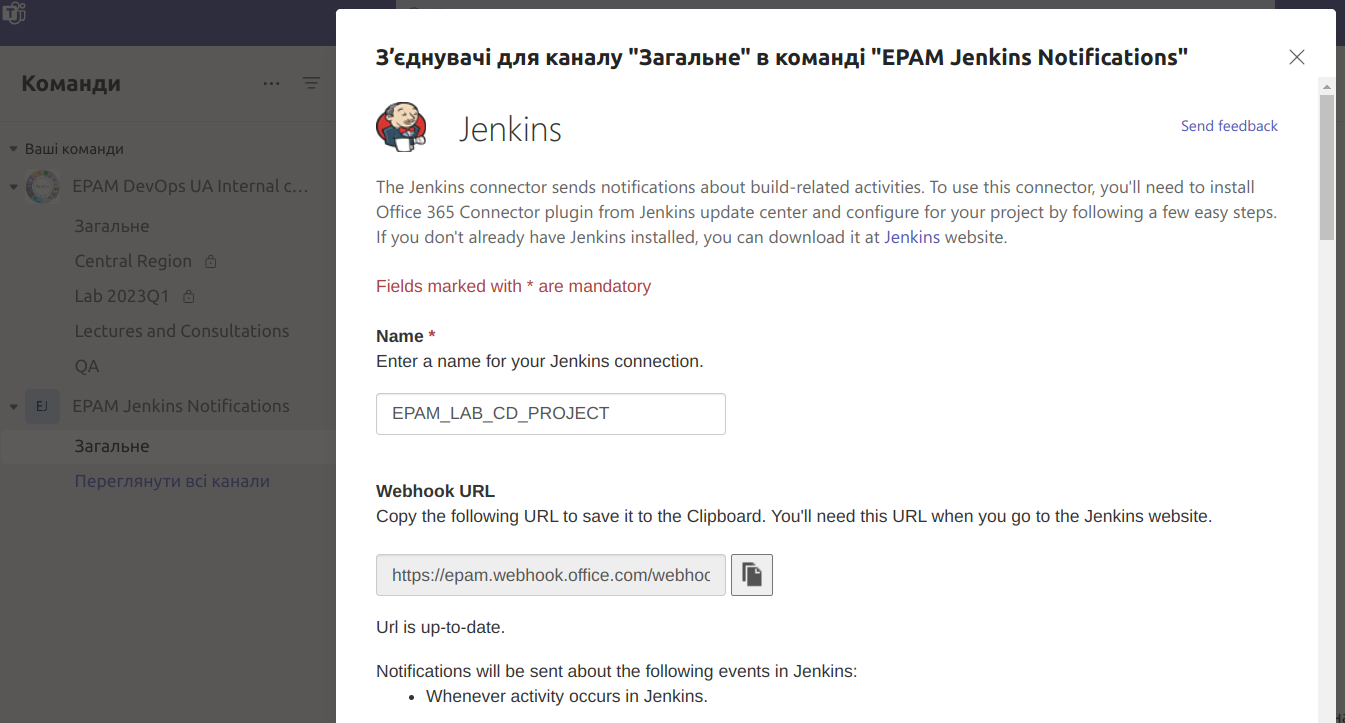 З’єднувачі для каналу "Загальне" в команді "EPAM Jenkins Notifications"
Команди
Jenkins
Send feedback
Ваші команди
EPAM DevOps UA Internal c...
Загальне
Central Region
Lab 2023Q1
Lectures and Consultations
QA
EJ
EPAM Jenkins Notifications
Загальне
Переглянути всі канали
The Jenkins connector sends notifications about build-related activities. To use this connector, you'll need to install
Office 365 Connector plugin from Jenkins update center and configure for your project by following a few easy steps.
If you don't already have Jenkins installed, you can download it at Jenkins website.
Fields marked with * are mandatory
Name *
Enter a name for your Jenkins connection.
EPAM_LAB_CD_PROJECT
Webhook URL
Copy the following URL to save it to the Clipboard. You'll need this URL when you go to the Jenkins website.
https://epam.webhook.office.com/webhoc
Url is up-to-date.
Notifications will be sent about the following events in Jenkins:
• Whenever activity occurs in Jenkins.